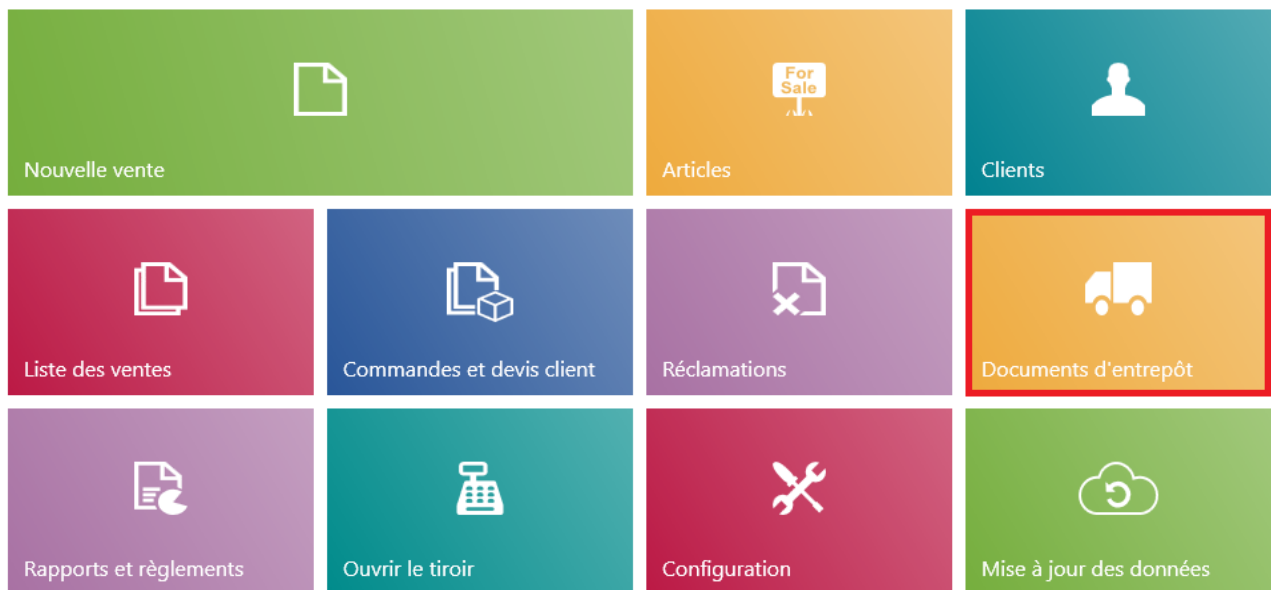 For
Sale
Nouvelle vente
Articles
Clients
Liste des ventes
Commandes et devis client
Réclamations
Documents d'entrepôt
Rapports et règlements
Ouvrir le tiroir
Configuration
Mise à jour des données